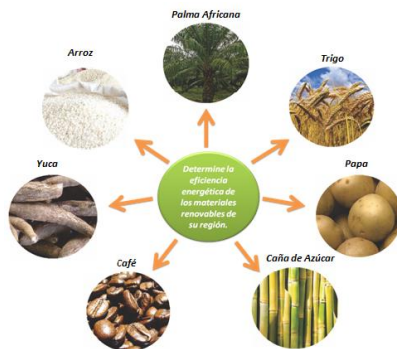 Palma Africana
Arroz
Trigo
Yuca
Determine la
eficiencia
energética de
los materiales
renovables de
su región.
Papa
Café
Caña de Azúcar